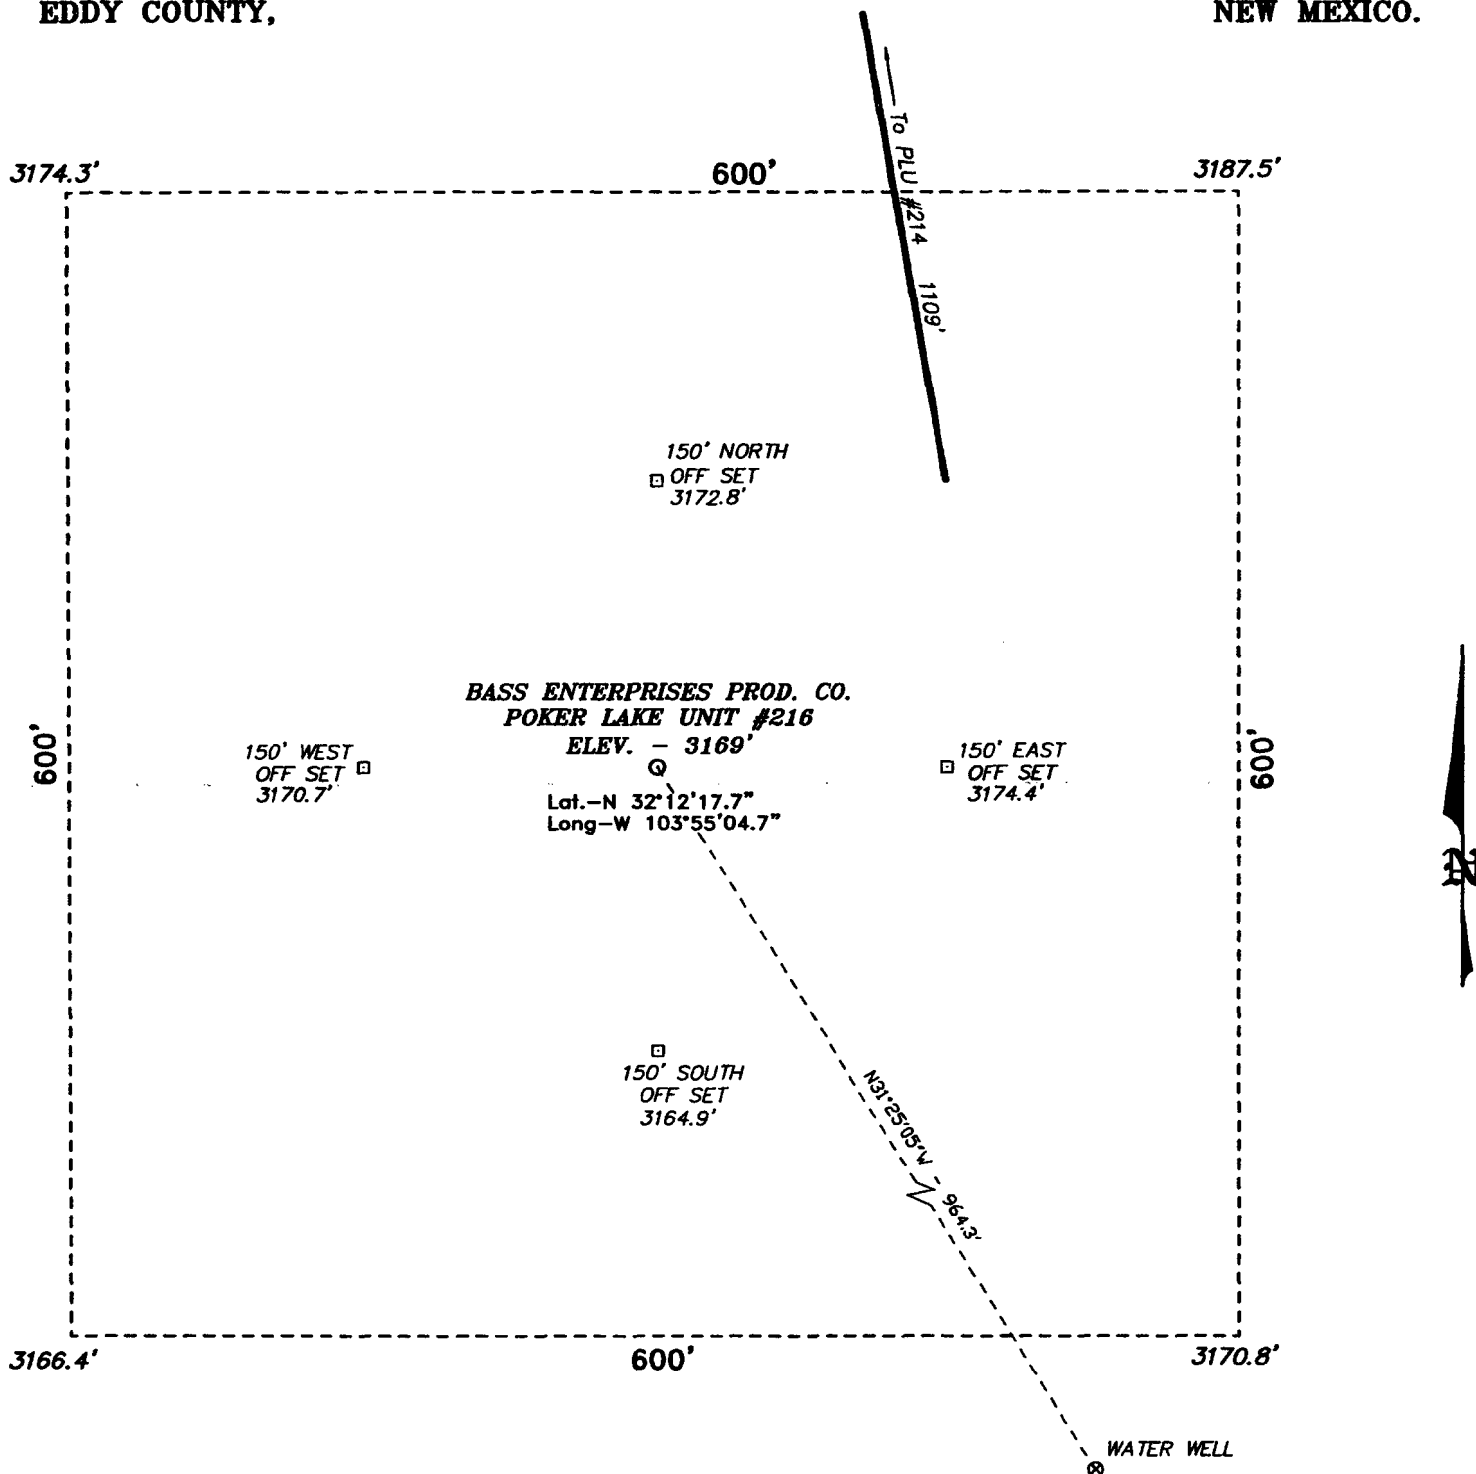 EDDY COUNTY, NEW MEXICO.
To PLU #214 1109'
3174.3' 600' 3187.5'
150' NORTH
OFF SET
3172.8'
BASS ENTERPRISES PROD. CO.
POKER LAKE UNIT #216
ELEV. - 3169'
Lat.-N 32°12'17.7"
Long-W 103°55'04.7"
600'
150' WEST
OFF SET
3170.7'
150' EAST
OFF SET
3174.4'
600'
N
150' SOUTH
OFF SET
3164.9'
N31°25'05"W - 964.3'
3166.4' 600' 3170.8'
WATER WELL